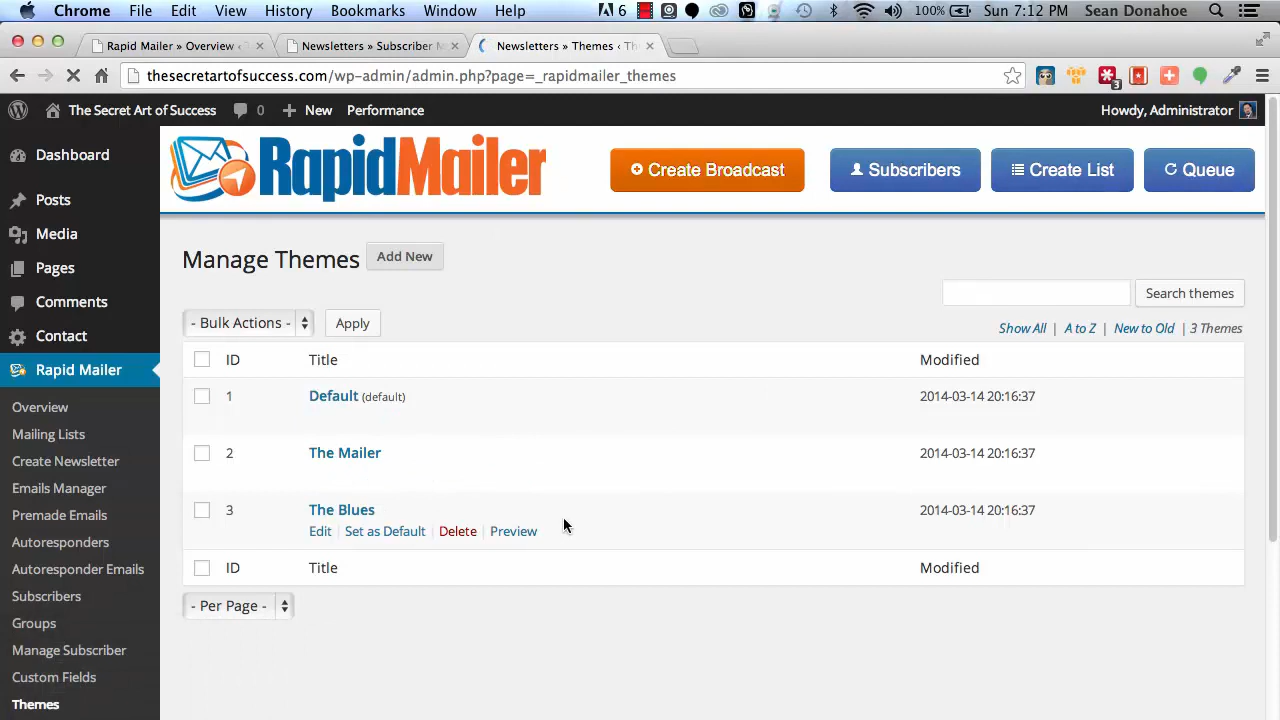 Chrome File Edit View History Bookmarks Window Help 6 100% Sun 7:12 PM Sean Donahoe
Rapid Mailer » Overview ‹ × Newsletters » Subscriber M × Newsletters » Themes ‹ Th ×
thesecretartofsuccess.com/wp-admin/admin.php?page=_rapidmailer_themes 3
The Secret Art of Success 0 + New Performance Howdy, Administrator
Dashboard
Posts
Media
Pages
Comments
Contact
Rapid Mailer
Overview
Mailing Lists
Create Newsletter
Emails Manager
Premade Emails
Autoresponders
Autoresponder Emails
Subscribers
Groups
Manage Subscriber
Custom Fields
Themes
RapidMailer Create Broadcast Subscribers Create List Queue
Manage Themes Add New
Search themes
- Bulk Actions - Apply Show All | A to Z | New to Old | 3 Themes
ID Title Modified
1 Default (default) 2014-03-14 20:16:37
2 The Mailer 2014-03-14 20:16:37
3 The Blues 2014-03-14 20:16:37
Edit | Set as Default | Delete | Preview
ID Title Modified
- Per Page -